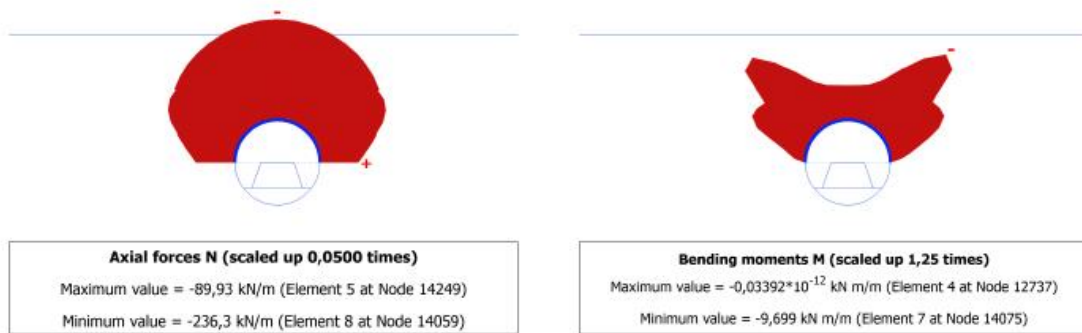 -
+
-
Axial forces N (scaled up 0,0500 times)
Maximum value = -89,93 kN/m (Element 5 at Node 14249)
Minimum value = -236,3 kN/m (Element 8 at Node 14059)
Bending moments M (scaled up 1,25 times)
Maximum value = -0,03392*10⁻¹² kN m/m (Element 4 at Node 12737)
Minimum value = -9,699 kN m/m (Element 7 at Node 14075)